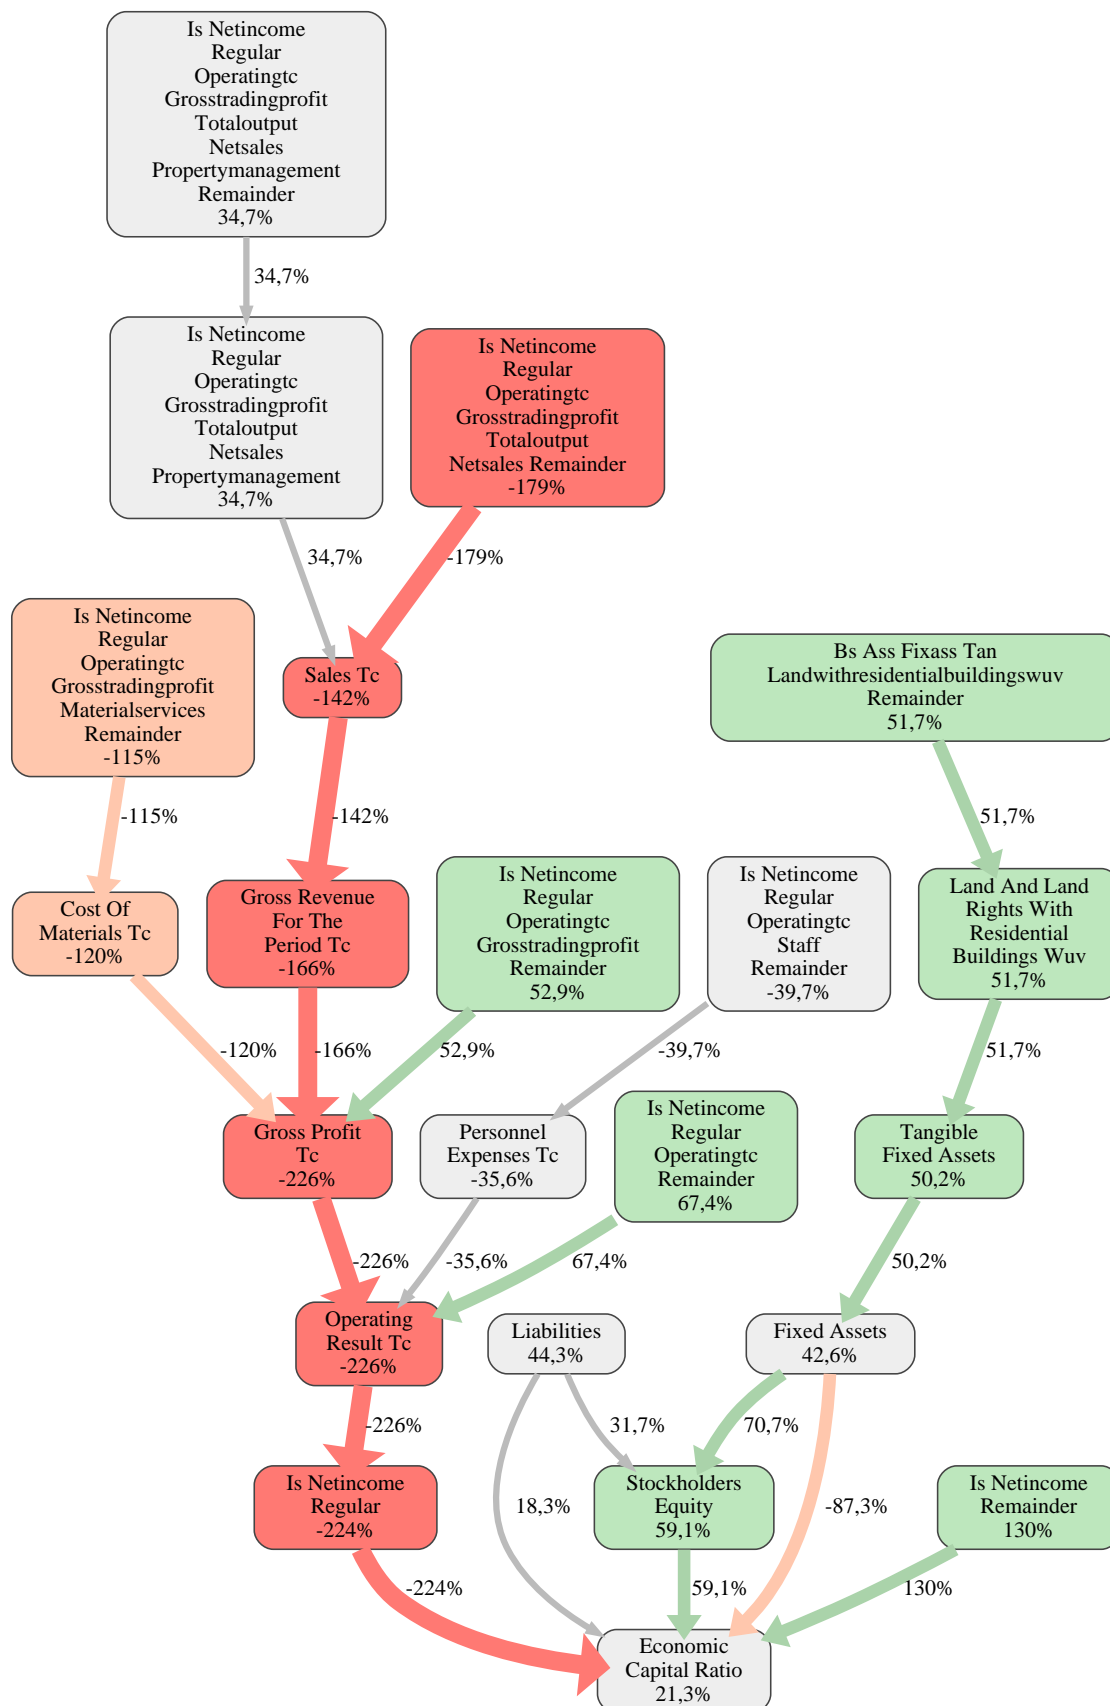 Is Netincome
Regular
Operatingtc
Grosstradingprofit
Totaloutput
Netsales
Propertymanagement
Remainder
34,7%
34,7%
Is Netincome
Regular
Operatingtc
Grosstradingprofit
Totaloutput
Netsales
Propertymanagement
34,7%
Is Netincome
Regular
Operatingtc
Grosstradingprofit
Totaloutput
Netsales Remainder
-179%
34,7%
-179%
Is Netincome
Regular
Operatingtc
Grosstradingprofit
Materialservices
Remainder
-115%
Sales Tc
-142%
Bs Ass Fixass Tan
Landwithresidentialbuildingswuv
Remainder
51,7%
-115%
-142%
51,7%
Cost Of
Materials Tc
-120%
Gross Revenue
For The
Period Tc
-166%
Is Netincome
Regular
Operatingtc
Grosstradingprofit
Remainder
52,9%
Is Netincome
Regular
Operatingtc
Staff
Remainder
-39,7%
Land And Land
Rights With
Residential
Buildings Wuv
51,7%
-120%
-166%
52,9%
-39,7%
51,7%
Gross Profit
Tc
-226%
Personnel
Expenses Tc
-35,6%
Is Netincome
Regular
Operatingtc
Remainder
67,4%
Tangible
Fixed Assets
50,2%
-226%
-35,6%
67,4%
50,2%
Operating
Result Tc
-226%
Liabilities
44,3%
Fixed Assets
42,6%
-226%
31,7%
70,7%
Is Netincome
Regular
-224%
18,3%
Stockholders
Equity
59,1%
-87,3%
Is Netincome
Remainder
130%
-224%
59,1%
130%
Economic
Capital Ratio
21,3%